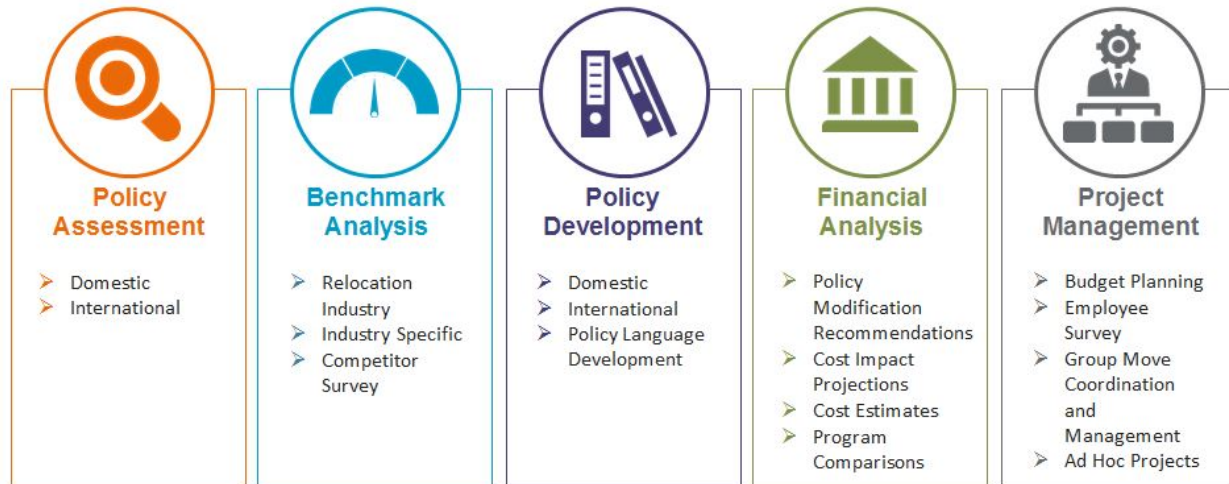 Policy
Assessment
Domestic
International
Benchmark
Analysis
Relocation
Industry
Industry Specific
Competitor
Survey
Policy
Development
Domestic
International
Policy Language
Development
Financial
Analysis
Policy
Modification
Recommendations
Cost Impact
Projections
Cost Estimates
Program
Comparisons
Project
Management
Budget Planning
Employee
Survey
Group Move
Coordination
and
Management
Ad Hoc Projects